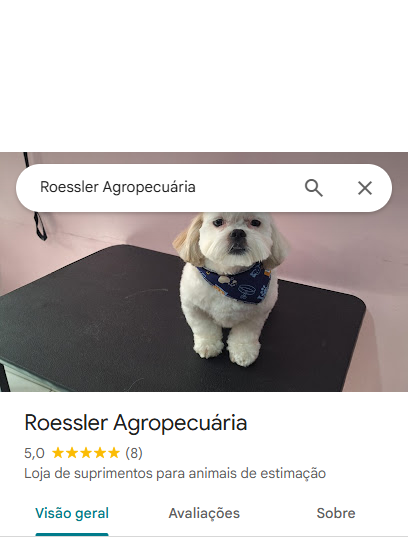 Roessler Agropecuária
Roessler Agropecuária
5,0 ★★★★★ (8)
Loja de suprimentos para animais de estimação
Visão geral Avaliações Sobre